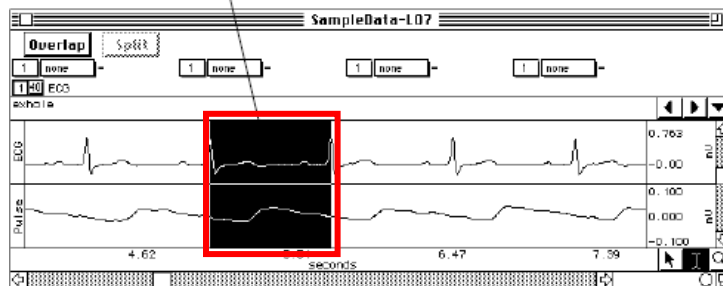 SampleData-L07
Overlap Split
1 none - 1 none - 1 none - 1 none -
1 40 ECG
exhale
ECG
0.763
-0.00
mV
Pulse
0.100
0.000
-0.100
mV
4.62 6.47 7.39
seconds